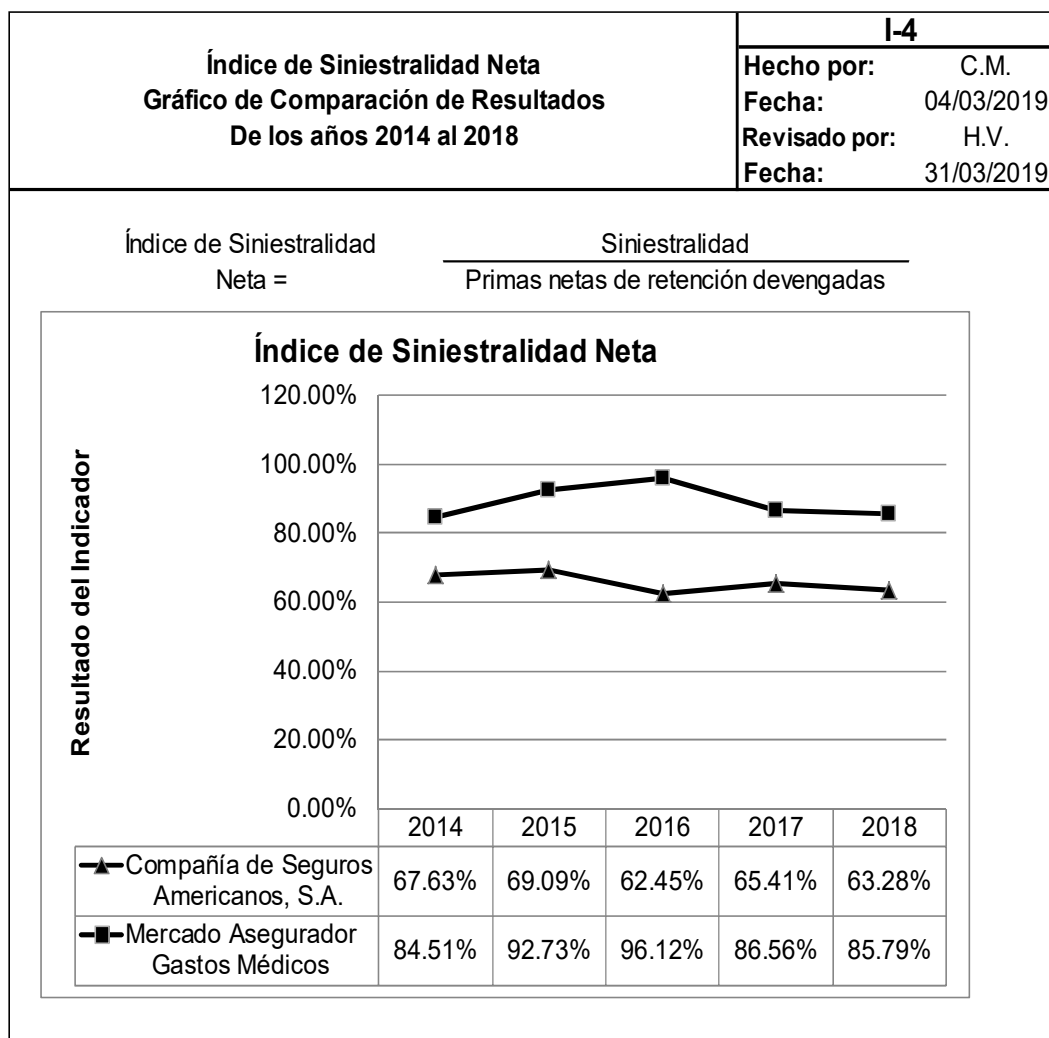 Índice de Siniestralidad Neta
Gráfico de Comparación de Resultados
De los años 2014 al 2018
I-4
Hecho por: C.M.
Fecha: 04/03/2019
Revisado por: H.V.
Fecha: 31/03/2019
Índice de Siniestralidad
Neta =
Siniestralidad
Primas netas de retención devengadas
Índice de Siniestralidad Neta
Resultado del Indicador
120.00%
100.00%
80.00%
60.00%
40.00%
20.00%
0.00%
2014 2015 2016 2017 2018
Compañía de Seguros
Americanos, S.A.
67.63% 69.09% 62.45% 65.41% 63.28%
Mercado Asegurador
Gastos Médicos
84.51% 92.73% 96.12% 86.56% 85.79%